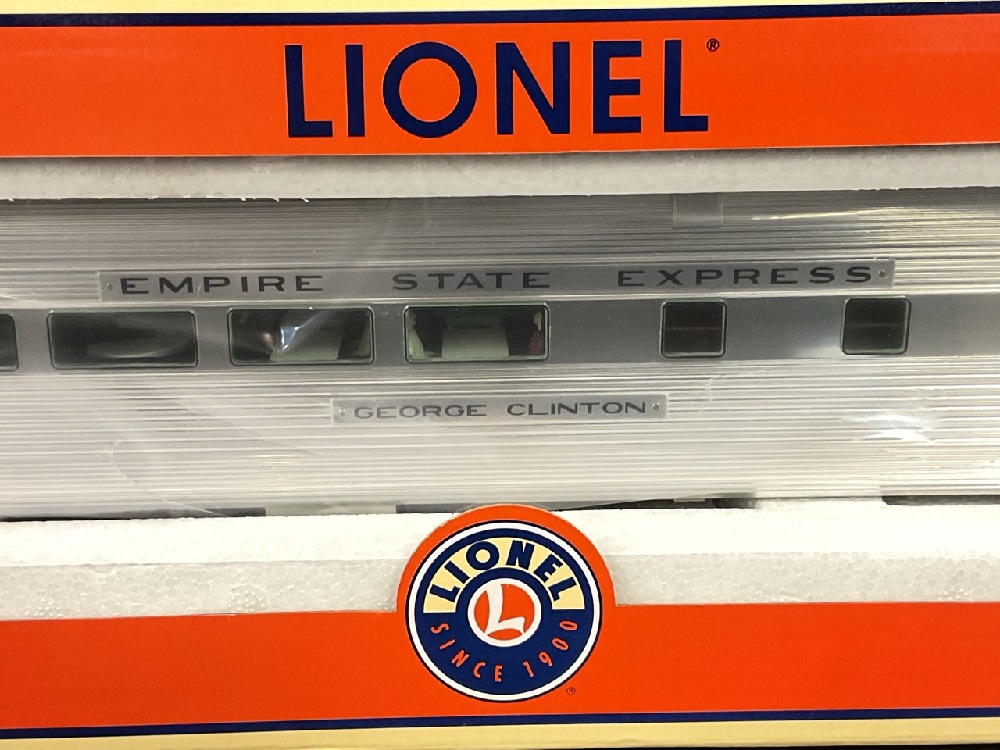 LIONEL®
EMPIRE STATE EXPRESS
GEORGE CLINTON
LIONEL
L
SINCE 1900
®